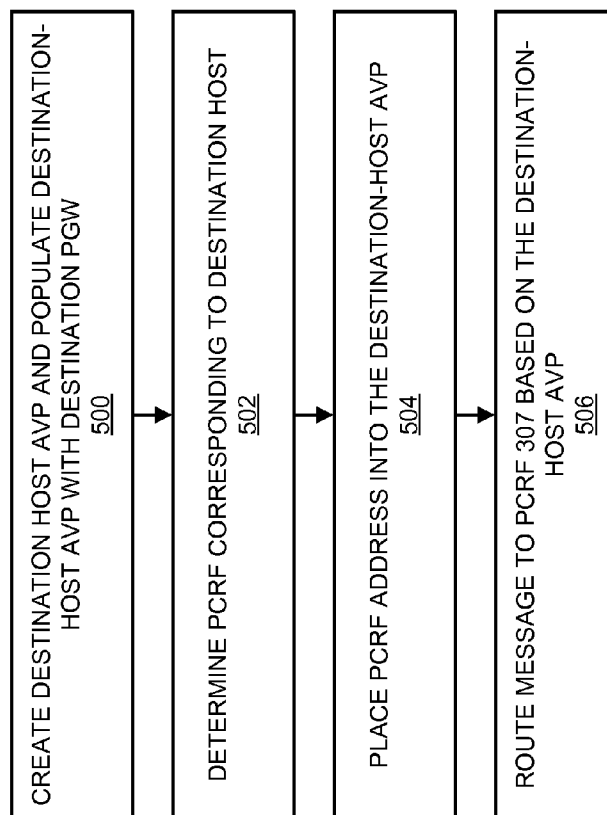 CREATE DESTINATION HOST AVP AND POPULATE DESTINATION-
HOST AVP WITH DESTINATION PGW
500
DETERMINE PCRF CORRESPONDING TO DESTINATION HOST
502
PLACE PCRF ADDRESS INTO THE DESTINATION-HOST AVP
504
ROUTE MESSAGE TO PCRF 307 BASED ON THE DESTINATION-
HOST AVP
506